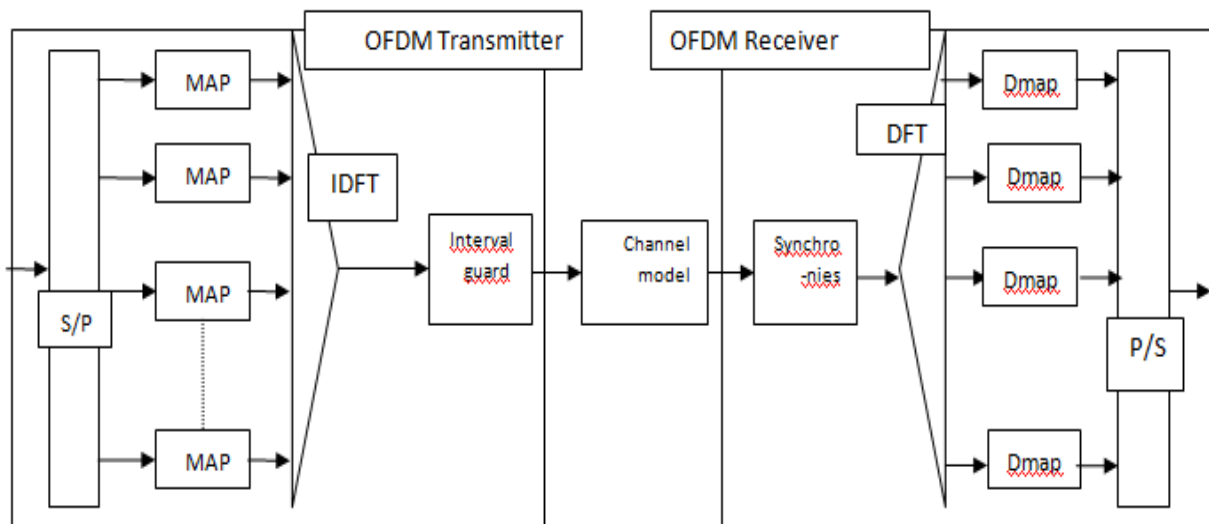 OFDM Transmitter
OFDM Receiver
MAP
MAP
MAP
MAP
S/P
IDFT
Interval
guard
Channel
model
Synchro
-nies
DFT
Dmap
Dmap
Dmap
Dmap
P/S